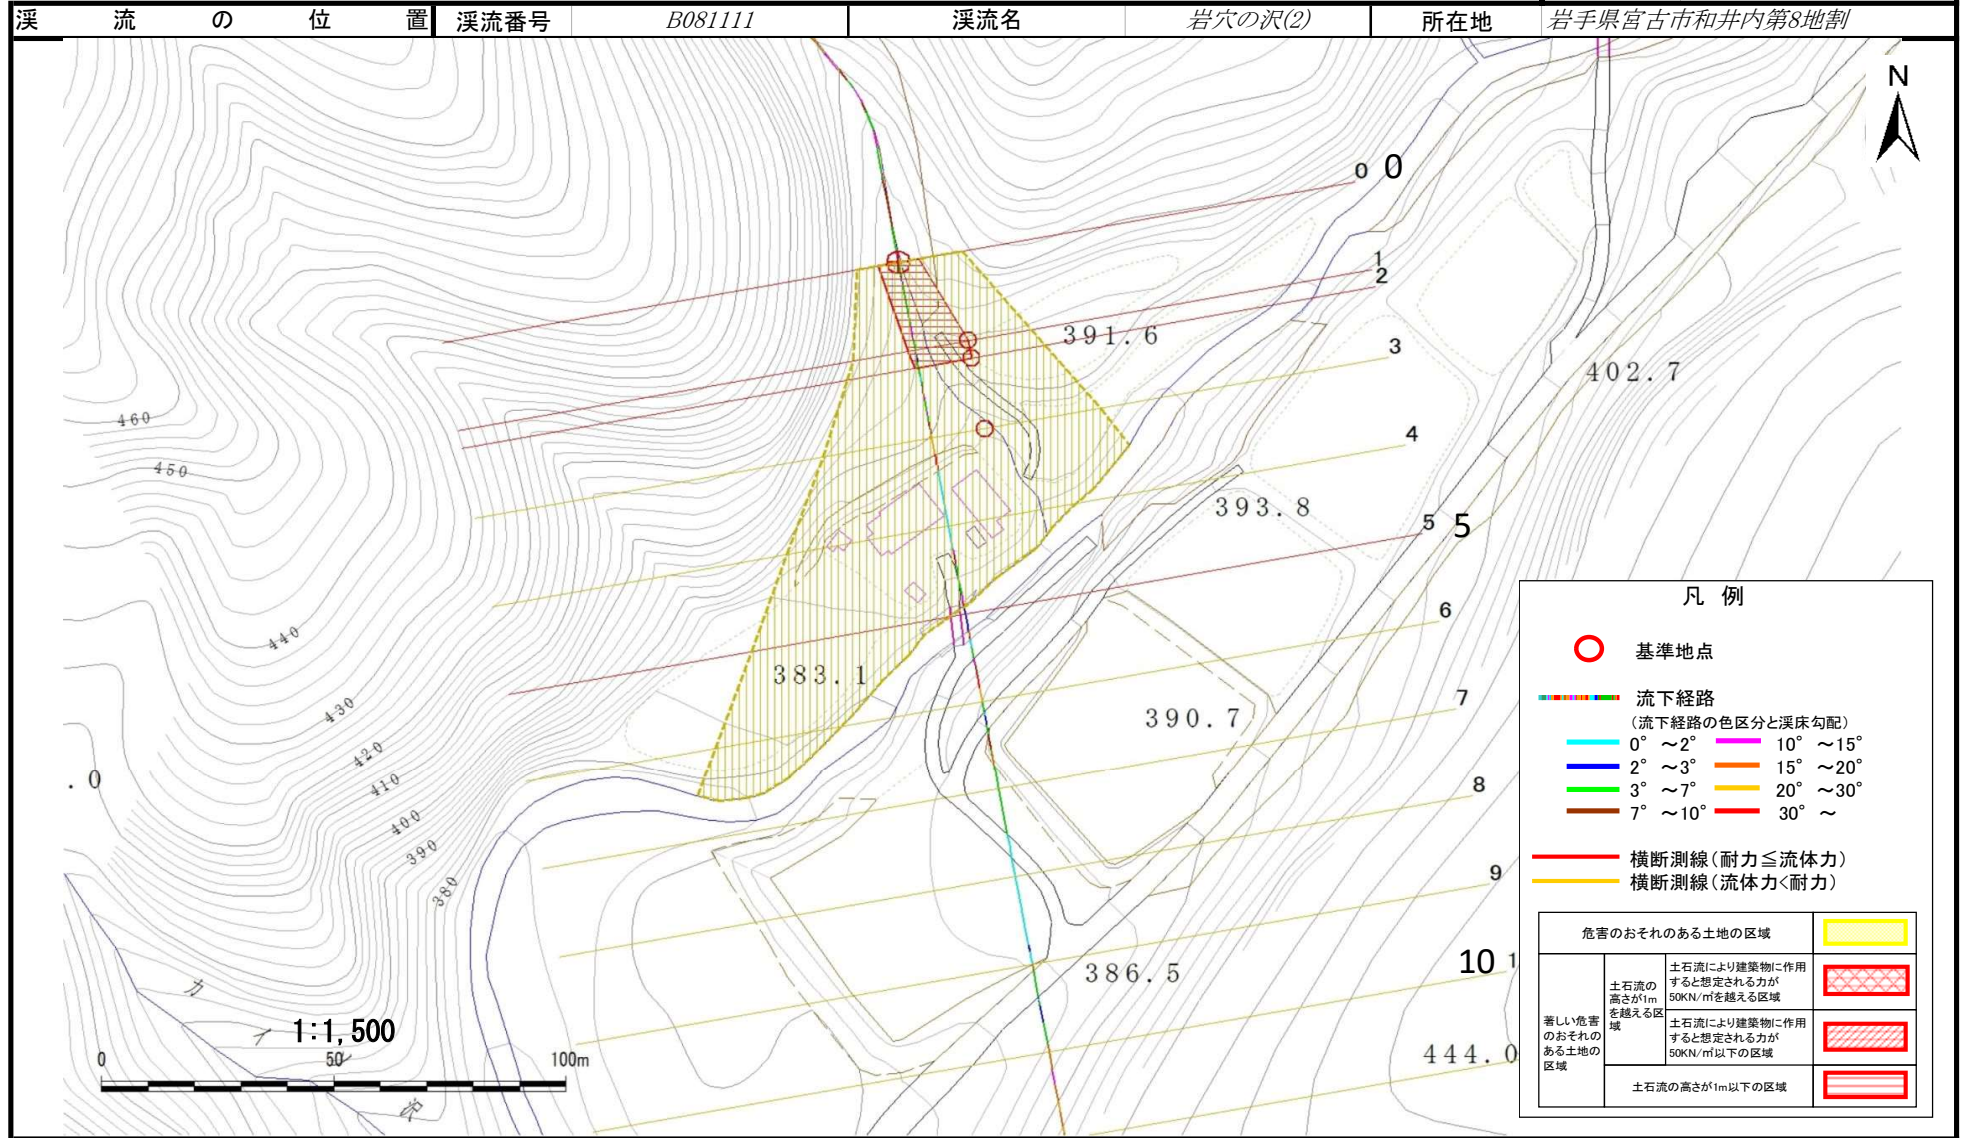 渓流の位置 渓流番号 B081111 渓流名 岩穴の沢(2) 所在地 岩手県宮古市和井内第8地割
N
0 0
1
2
3
4
5 5
6
7
8
9
10 1
391.6
402.7
393.8
383.1
390.7
386.5
444.0
.0
460
450
440
430
420
410
400
390
380
カ
イ
沢
1:1,500
0 50 100m
凡 例
基準地点
流下経路
(流下経路の色区分と渓床勾配)
0° ~2° 10° ~15°
2° ~3° 15° ~20°
3° ~7° 20° ~30°
7° ~10° 30° ~
横断測線(耐力≦流体力)
横断測線(流体力<耐力)
危害のおそれのある土地の区域
著しい危害
のおそれの
ある土地の
区域
土石流の
高さが1m
を越える区
域
土石流により建築物に作用
すると想定される力が
50KN/㎡を越える区域
土石流により建築物に作用
すると想定される力が
50KN/㎡以下の区域
土石流の高さが1m以下の区域